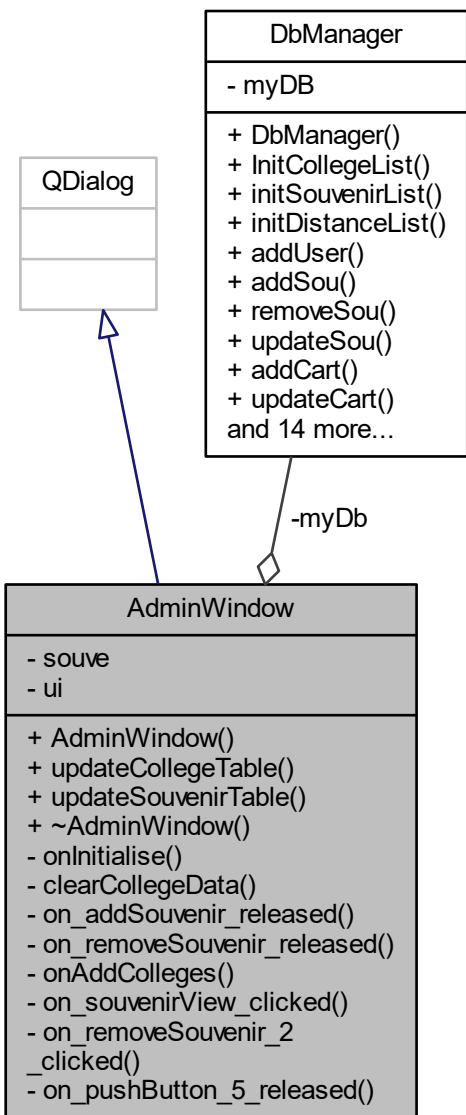 DbManager
- myDB
+ DbManager()
+ InitCollegeList()
+ initSouvenirList()
+ initDistanceList()
+ addUser()
+ addSou()
+ removeSou()
+ updateSou()
+ addCart()
+ updateCart()
and 14 more...
QDialog
-myDb
AdminWindow
- souve
- ui
+ AdminWindow()
+ updateCollegeTable()
+ updateSouvenirTable()
+ ~AdminWindow()
- onInitialise()
- clearCollegeData()
- on_addSouvenir_released()
- on_removeSouvenir_released()
- onAddColleges()
- on_souvenirView_clicked()
- on_removeSouvenir_2
_clicked()
- on_pushButton_5_released()